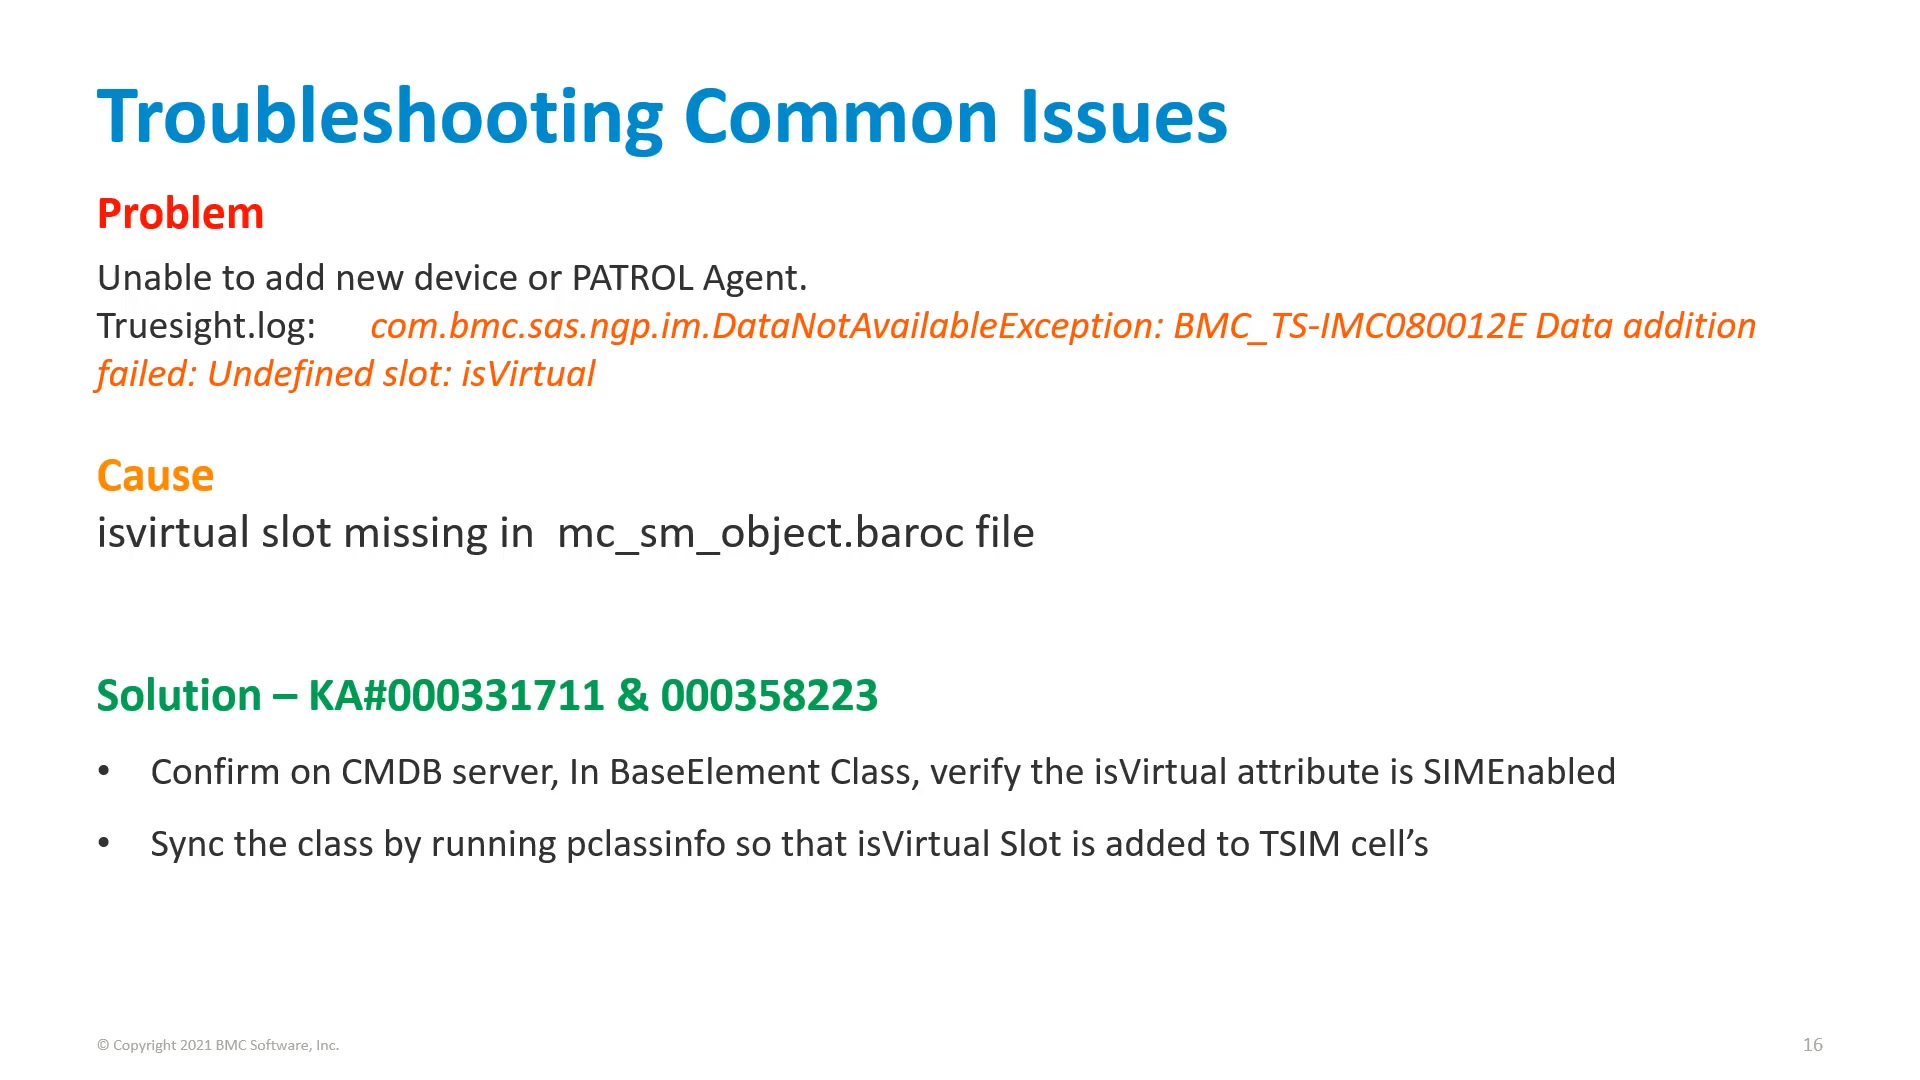 Troubleshooting Common Issues
Problem
Unable to add new device or PATROL Agent.
Truesight.log: com.bmc.sas.ngp.im.DataNotAvailableException: BMC_TS-IMC080012E Data addition
failed: Undefined slot: isVirtual
Cause
isvirtual slot missing in mc_sm_object.baroc file
Solution – KA#000331711 & 000358223
• Confirm on CMDB server, In BaseElement Class, verify the isVirtual attribute is SIMEnabled
• Sync the class by running pclassinfo so that isVirtual Slot is added to TSIM cell’s
© Copyright 2021 BMC Software, Inc.
16